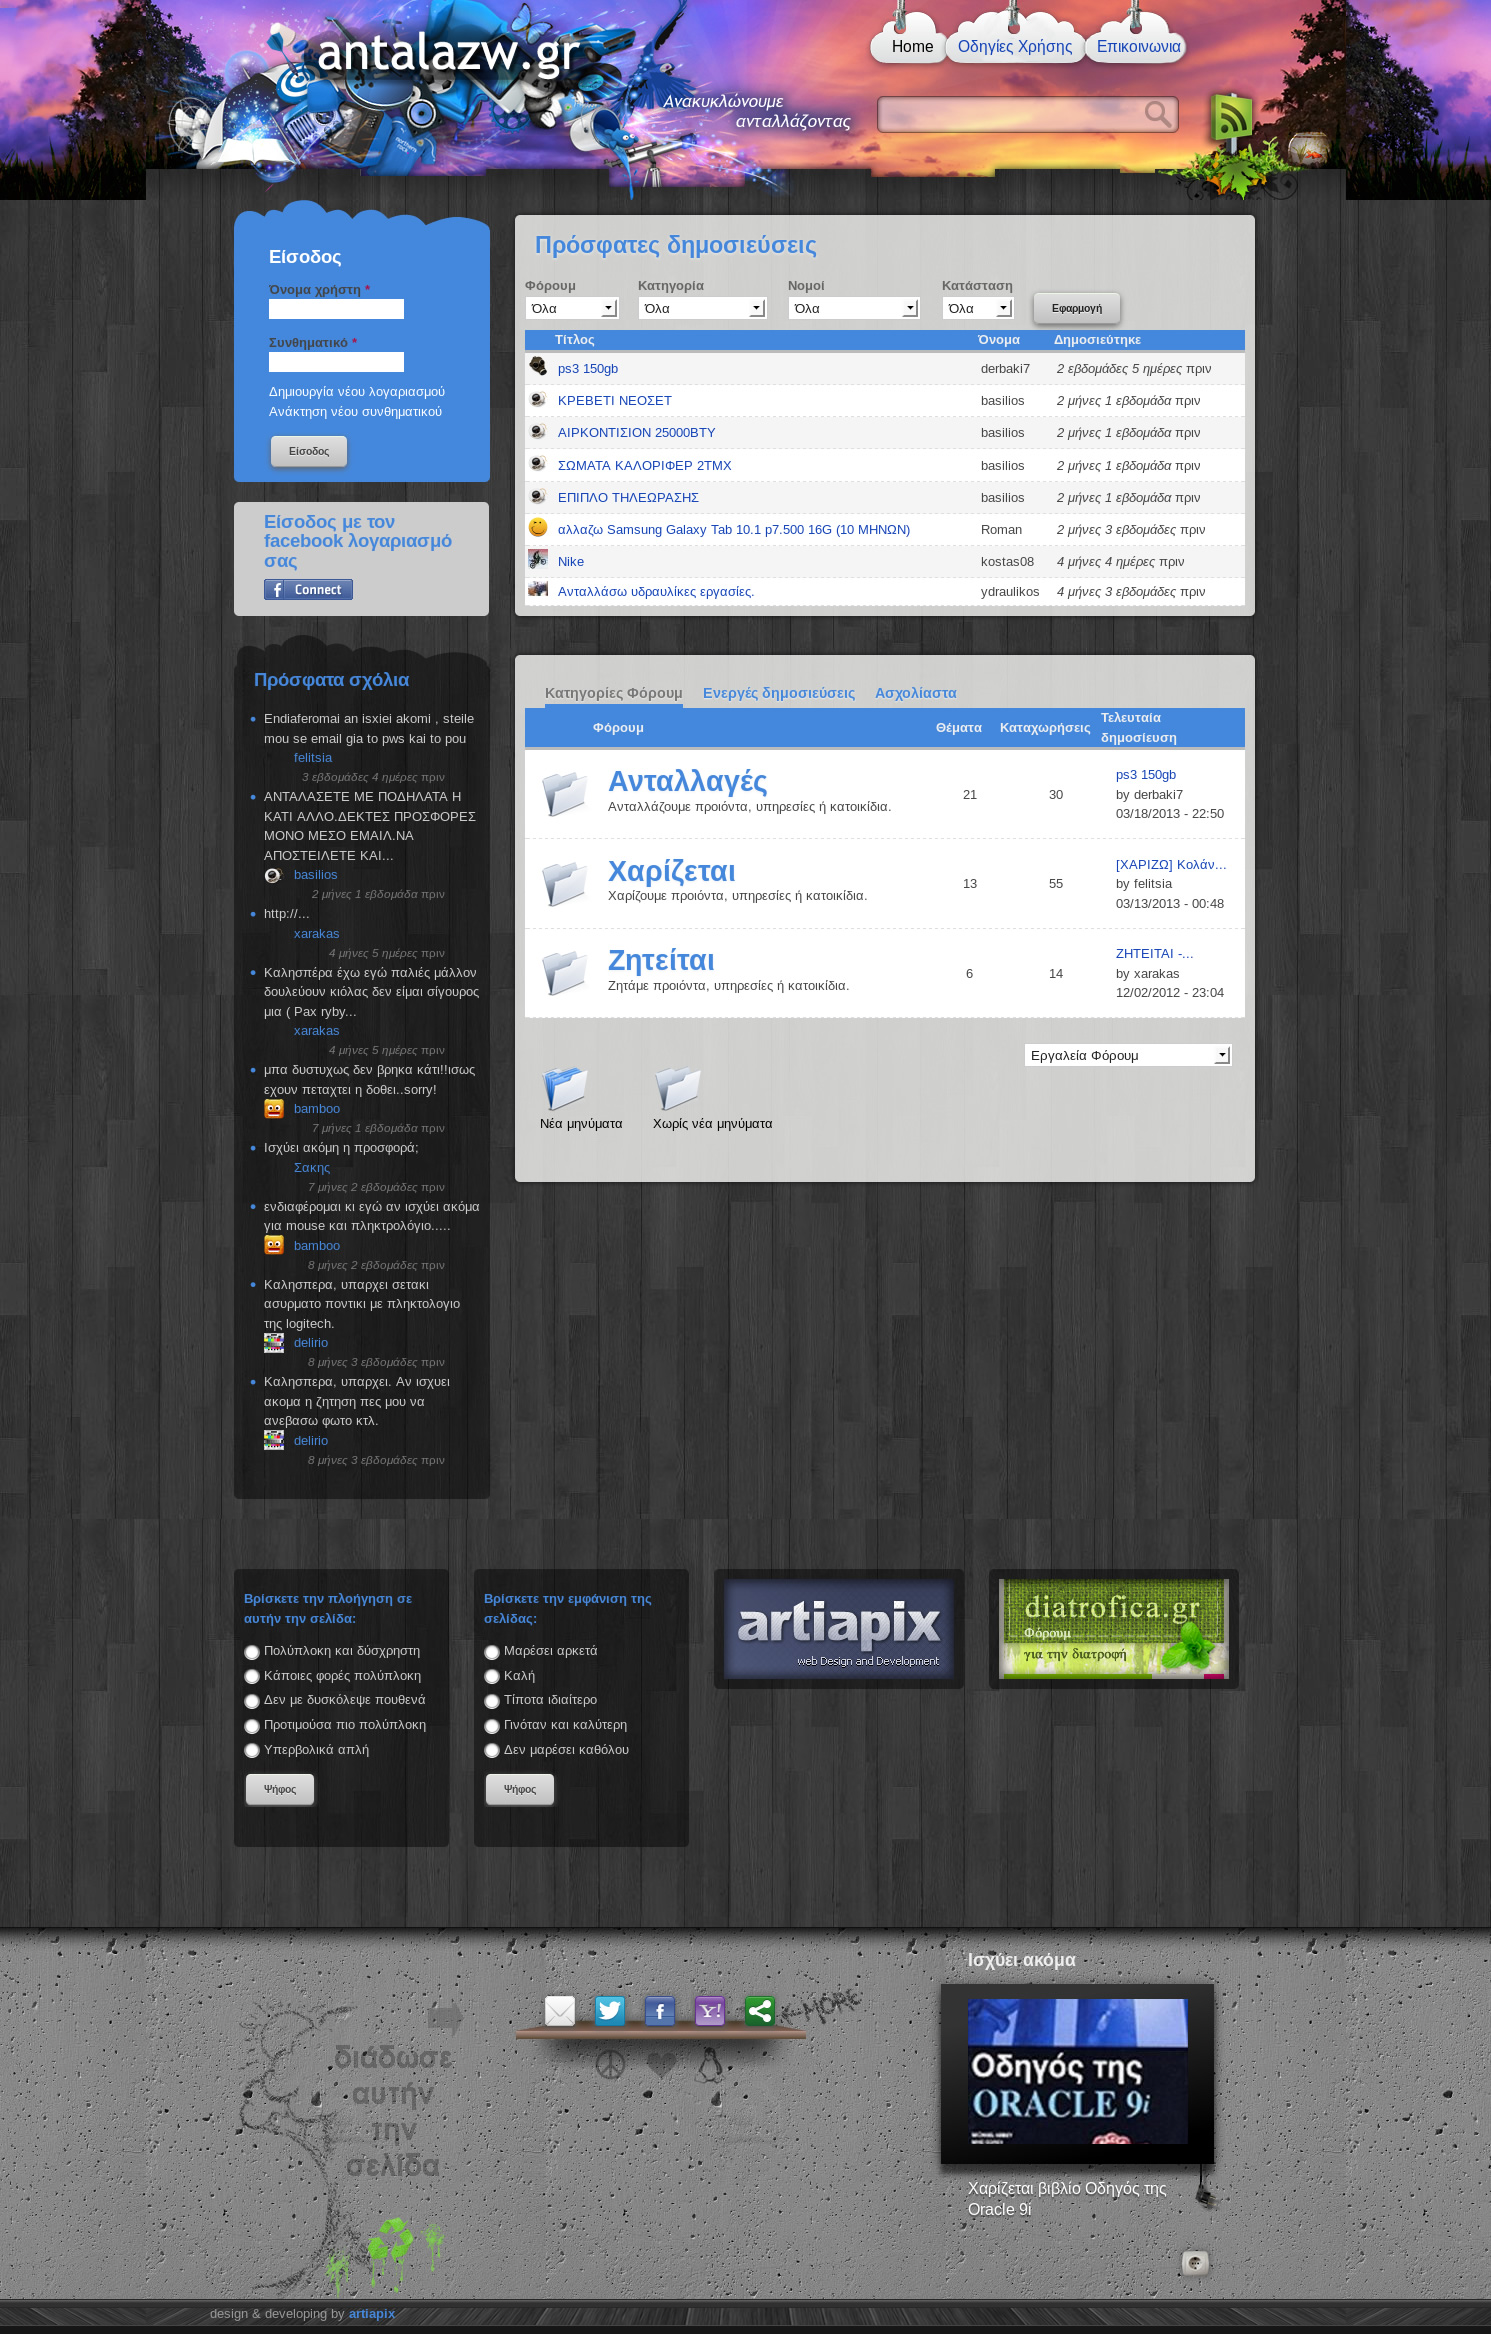 antalazw.gr
Ανακυκλώνουμε
ανταλλάζοντας
Home
Οδηγίες Χρήσης
Επικοινωνια
Είσοδος
Όνομα χρήστη *
Συνθηματικό *
Δημιουργία νέου λογαριασμού
Ανάκτηση νέου συνθηματικού
Είσοδος
Είσοδος με τον
facebook λογαριασμό
σας
Connect
Πρόσφατα σχόλια
Endiaferomai an isxiei akomi , steile
mou se email gia to pws kai to pou
felitsia
3 εβδομάδες 4 ημέρες πριν
ΑΝΤΑΛΑΣΕΤΕ ΜΕ ΠΟΔΗΛΑΤΑ Η
ΚΑΤΙ ΑΛΛΟ.ΔΕΚΤΕΣ ΠΡΟΣΦΟΡΕΣ
ΜΟΝΟ ΜΕΣΟ ΕΜΑΙΛ.ΝΑ
ΑΠΟΣΤΕΙΛΕΤΕ ΚΑΙ...
basilios
2 μήνες 1 εβδομάδα πριν
http://...
xarakas
4 μήνες 5 ημέρες πριν
Καλησπέρα έχω εγώ παλιές μάλλον
δουλεύουν κιόλας δεν είμαι σίγουρος
μια ( Pax ryby...
xarakas
4 μήνες 5 ημέρες πριν
μπα δυστυχως δεν βρηκα κάτι!!ισως
εχουν πεταχτει η δοθει..sorry!
bamboo
7 μήνες 1 εβδομάδα πριν
Ισχύει ακόμη η προσφορά;
Σακης
7 μήνες 2 εβδομάδες πριν
ενδιαφέρομαι κι εγώ αν ισχύει ακόμα
για mouse και πληκτρολόγιο.....
bamboo
8 μήνες 2 εβδομάδες πριν
Καλησπερα, υπαρχει σετακι
ασυρματο ποντικι με πληκτολογιο
της logitech.
delirio
8 μήνες 3 εβδομάδες πριν
Καλησπερα, υπαρχει. Αν ισχυει
ακομα η ζητηση πες μου να
ανεβασω φωτο κτλ.
delirio
8 μήνες 3 εβδομάδες πριν
Πρόσφατες δημοσιεύσεις
Φόρουμ Κατηγορία Νομοί Κατάσταση
Όλα Όλα Όλα Όλα Εφαρμογή
Τίτλος Όνομα Δημοσιεύτηκε
ps3 150gb derbaki7 2 εβδομάδες 5 ημέρες πριν
ΚΡΕΒΕΤΙ ΝΕΟΣΕΤ basilios 2 μήνες 1 εβδομάδα πριν
ΑΙΡΚΟΝΤΙΣΙΟΝ 25000BTY basilios 2 μήνες 1 εβδομάδα πριν
ΣΩΜΑΤΑ ΚΑΛΟΡΙΦΕΡ 2ΤΜΧ basilios 2 μήνες 1 εβδομάδα πριν
ΕΠΙΠΛΟ ΤΗΛΕΩΡΑΣΗΣ basilios 2 μήνες 1 εβδομάδα πριν
αλλαζω Samsung Galaxy Tab 10.1 p7.500 16G (10 ΜΗΝΩΝ) Roman 2 μήνες 3 εβδομάδες πριν
Nike kostas08 4 μήνες 4 ημέρες πριν
Ανταλλάσω υδραυλίκες εργασίες. ydraulikos 4 μήνες 3 εβδομάδες πριν
Κατηγορίες Φόρουμ Ενεργές δημοσιεύσεις Ασχολίαστα
Φόρουμ Θέματα Καταχωρήσεις Τελευταία
δημοσίευση
Ανταλλαγές
Ανταλλάζουμε προιόντα, υπηρεσίες ή κατοικίδια.
21 30
ps3 150gb
by derbaki7
03/18/2013 - 22:50
Χαρίζεται
Χαρίζουμε προιόντα, υπηρεσίες ή κατοικίδια.
13 55
[ΧΑΡΙΖΩ] Κολάν...
by felitsia
03/13/2013 - 00:48
Ζητείται
Ζητάμε προιόντα, υπηρεσίες ή κατοικίδια.
6 14
ΖΗΤΕΙΤΑΙ -...
by xarakas
12/02/2012 - 23:04
Εργαλεία Φόρουμ
Νέα μηνύματα Χωρίς νέα μηνύματα
Βρίσκετε την πλοήγηση σε
αυτήν την σελίδα:
Πολύπλοκη και δύσχρηστη
Κάποιες φορές πολύπλοκη
Δεν με δυσκόλεψε πουθενά
Προτιμούσα πιο πολύπλοκη
Υπερβολικά απλή
Ψήφος
Βρίσκετε την εμφάνιση της
σελίδας:
Μαρέσει αρκετά
Καλή
Τίποτα ιδιαίτερο
Γινόταν και καλύτερη
Δεν μαρέσει καθόλου
Ψήφος
artiapix
web Design and Development
diatrofica.gr
Φόρουμ
για την διατροφή
διάδωσε
αυτήν
την
σελίδα
Y!
K-MORE
Ισχύει ακόμα
Οδηγός της
ORACLE 9i
Χαρίζεται βιβλίο Οδηγός της
Oracle 9i
design & developing by artiapix